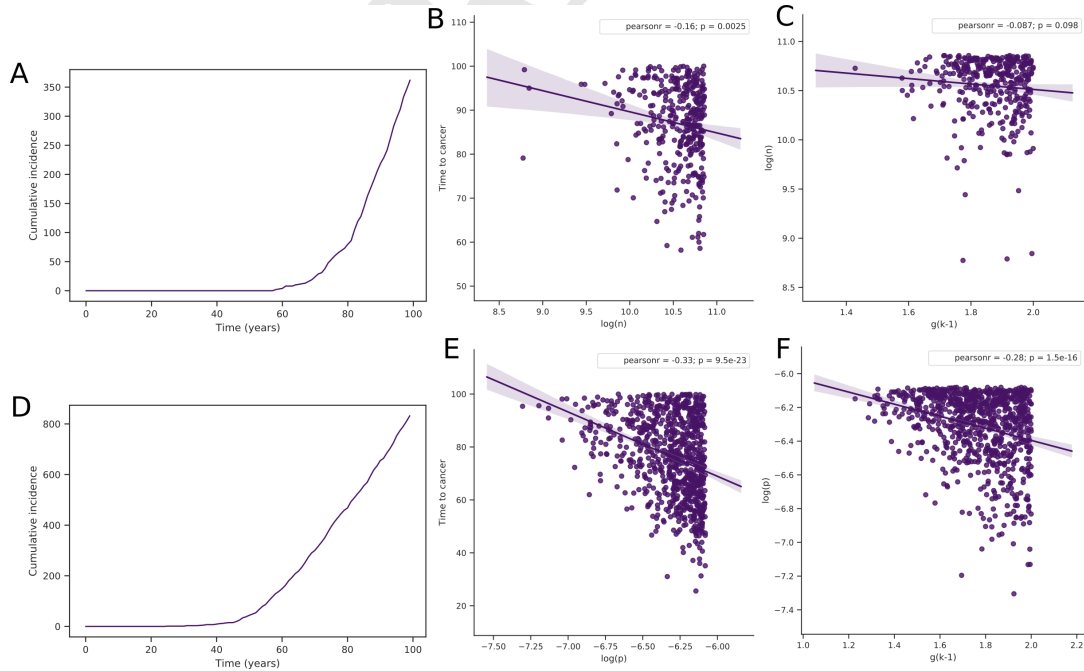 A
350
300
250
200
150
100
50
0
Cumulative incidence
0 20 40 60 80 100
Time (years)
B
pearsonr = -0.16; p = 0.0025
110
100
90
80
70
60
50
Time to cancer
8.5 9.0 9.5 10.0 10.5 11.0
log(n)
C
pearsonr = -0.087; p = 0.098
11.0
10.5
10.0
9.5
9.0
8.5
log(n)
1.4 1.6 1.8 2.0
g(k-1)
D
800
600
400
200
0
Cumulative incidence
0 20 40 60 80 100
Time (years)
E
pearsonr = -0.33; p = 9.5e-23
100
80
60
40
20
Time to cancer
−7.50 −7.25 −7.00 −6.75 −6.50 −6.25 −6.00
log(p)
F
pearsonr = -0.28; p = 1.5e-16
−6.0
−6.2
−6.4
−6.6
−6.8
−7.0
−7.2
−7.4
log(p)
1.0 1.2 1.4 1.6 1.8 2.0 2.2
g(k-1)